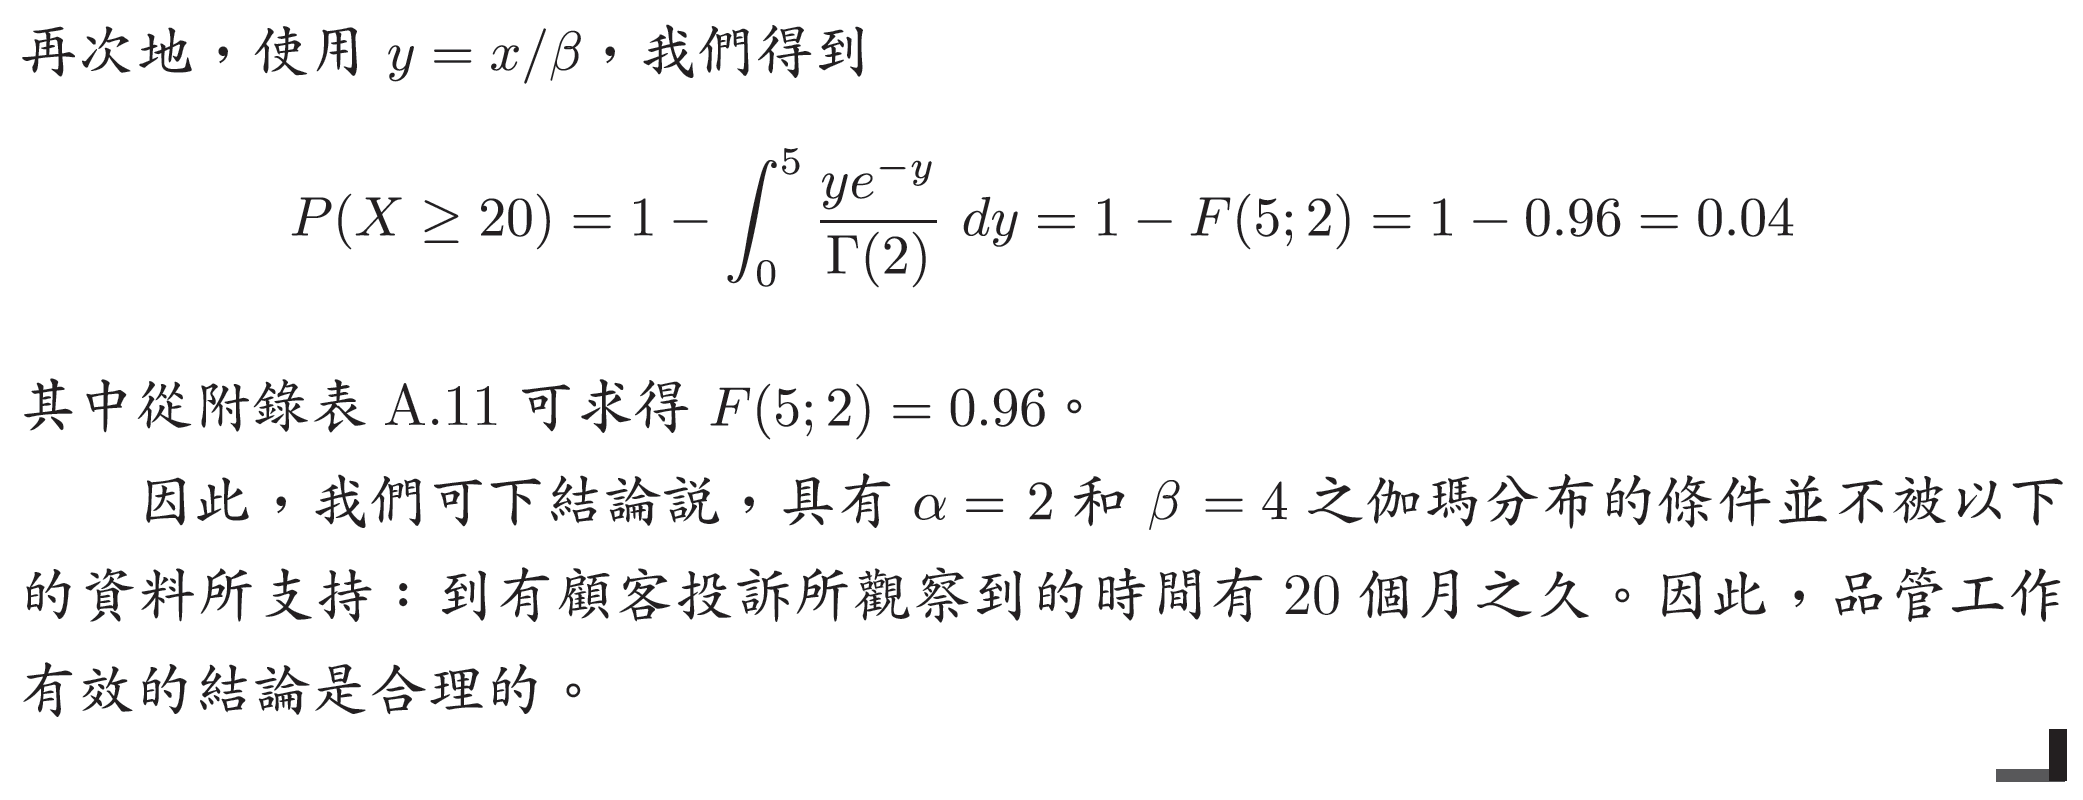 再次地，使用 y = x/β，我們得到
P(X ≥ 20) = 1 − ∫₀⁵ ye⁻ʸ/Γ(2) dy = 1 − F(5; 2) = 1 − 0.96 = 0.04
其中從附錄表 A.11 可求得 F(5; 2) = 0.96。
因此，我們可下結論說，具有 α = 2 和 β = 4 之伽瑪分布的條件並不被以下
的資料所支持：到有顧客投訴所觀察到的時間有 20 個月之久。因此，品管工作
有效的結論是合理的。